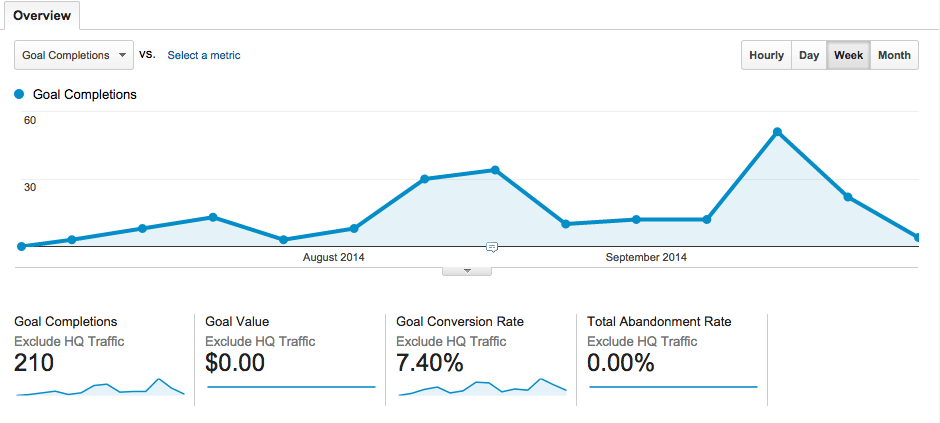 Overview
Goal Completions VS. Select a metric Hourly Day Week Month
Goal Completions
60
30
August 2014 September 2014
Goal Completions
Exclude HQ Traffic
210
Goal Value
Exclude HQ Traffic
$0.00
Goal Conversion Rate
Exclude HQ Traffic
7.40%
Total Abandonment Rate
Exclude HQ Traffic
0.00%